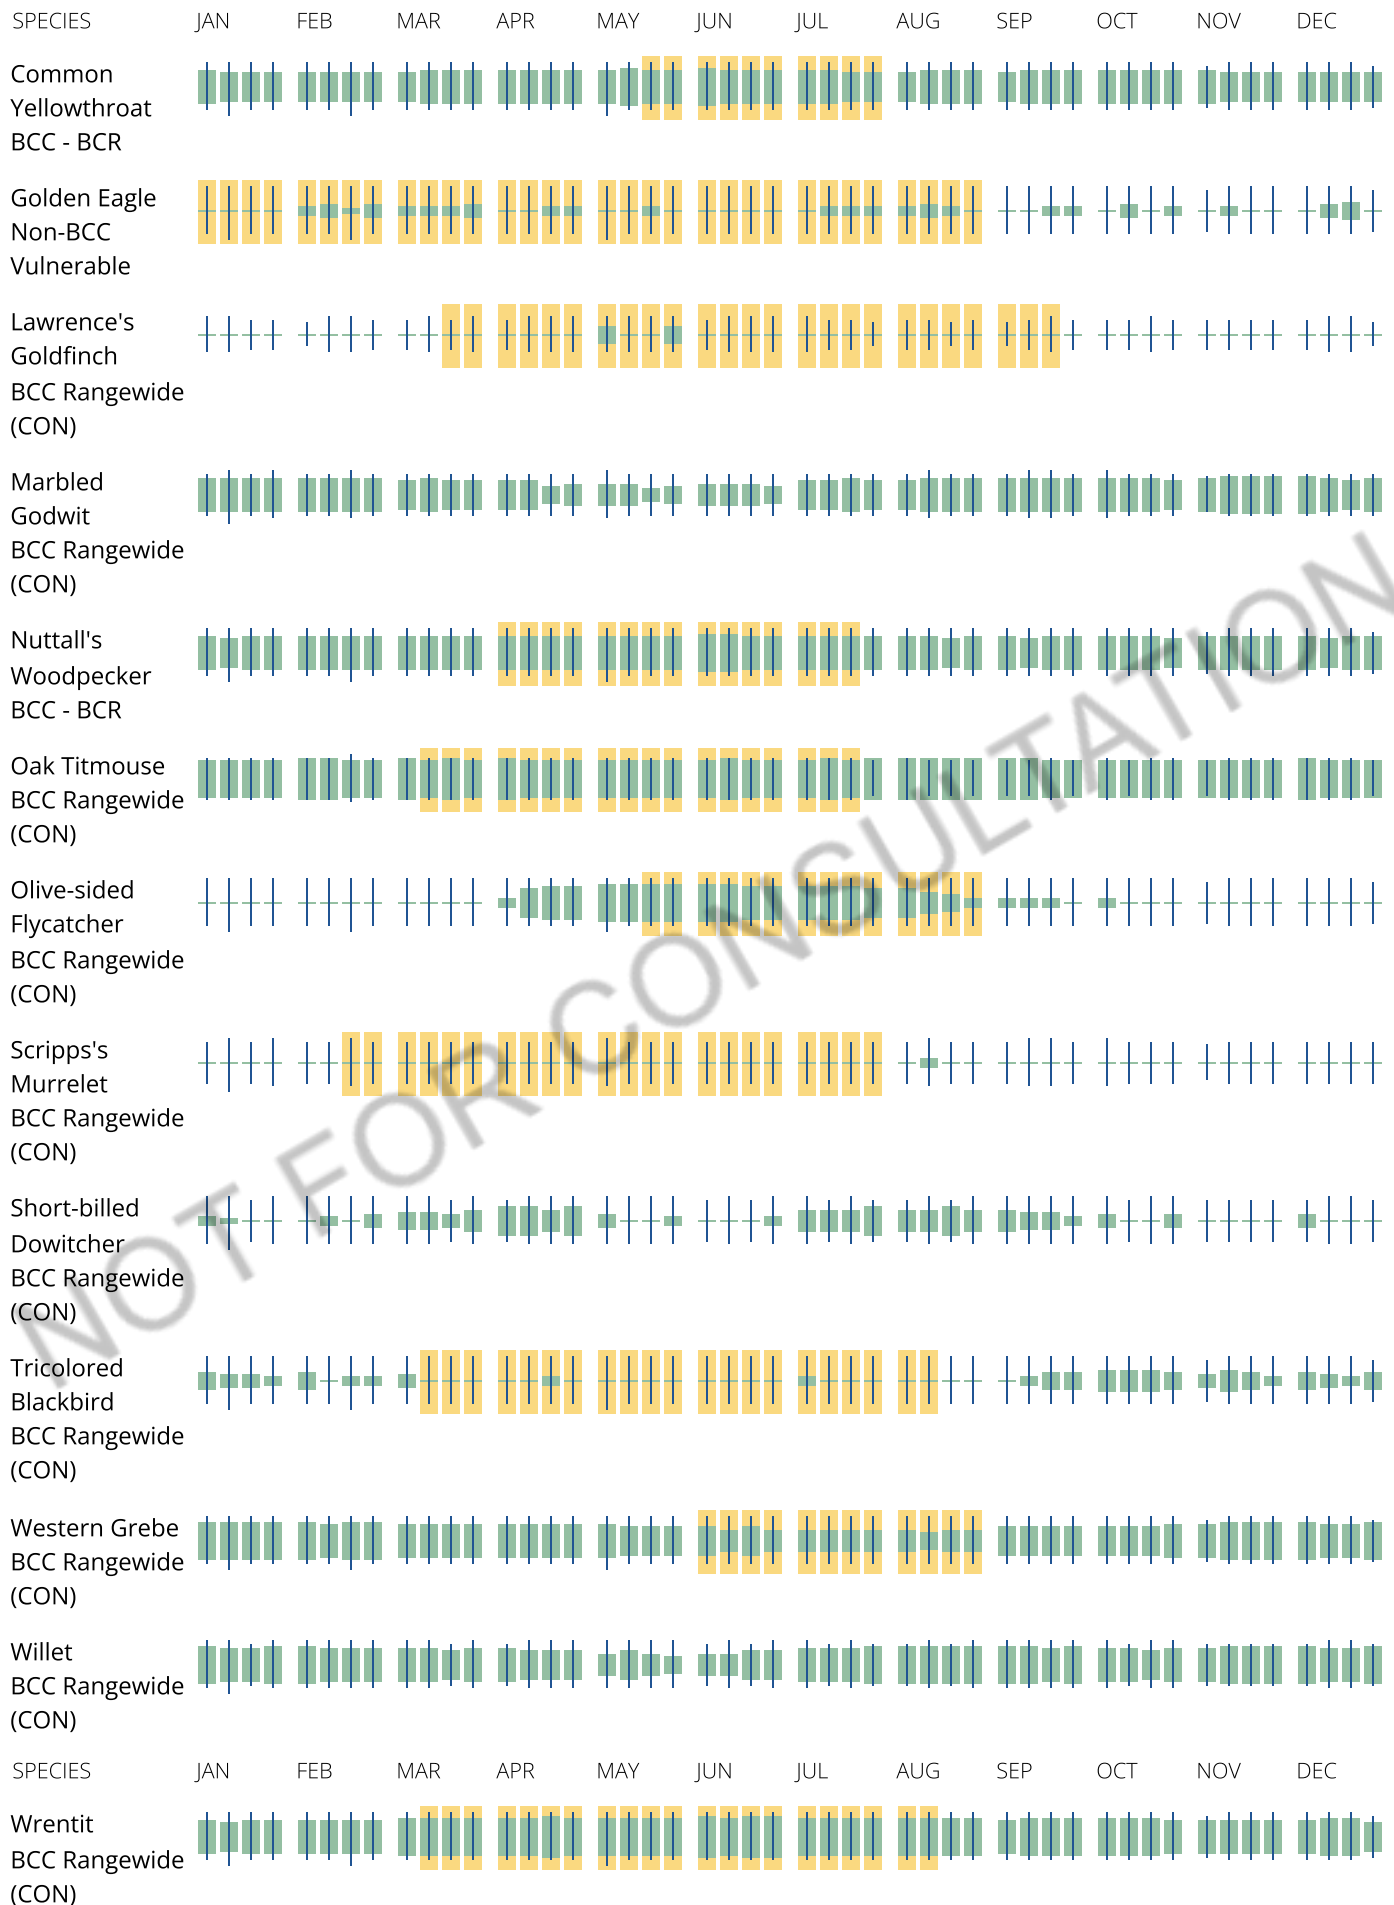 SPECIES JAN FEB MAR APR MAY JUN JUL AUG SEP OCT NOV DEC
Common
Yellowthroat
BCC - BCR
Golden Eagle
Non-BCC
Vulnerable
Lawrence's
Goldfinch
BCC Rangewide
(CON)
Marbled
Godwit
BCC Rangewide
(CON)
Nuttall's
Woodpecker
BCC - BCR
Oak Titmouse
BCC Rangewide
(CON)
Olive-sided
Flycatcher
BCC Rangewide
(CON)
Scripps's
Murrelet
BCC Rangewide
(CON)
Short-billed
Dowitcher
BCC Rangewide
(CON)
Tricolored
Blackbird
BCC Rangewide
(CON)
Western Grebe
BCC Rangewide
(CON)
Willet
BCC Rangewide
(CON)
SPECIES JAN FEB MAR APR MAY JUN JUL AUG SEP OCT NOV DEC
Wrentit
BCC Rangewide
(CON)
NOT FOR CONSULTATION